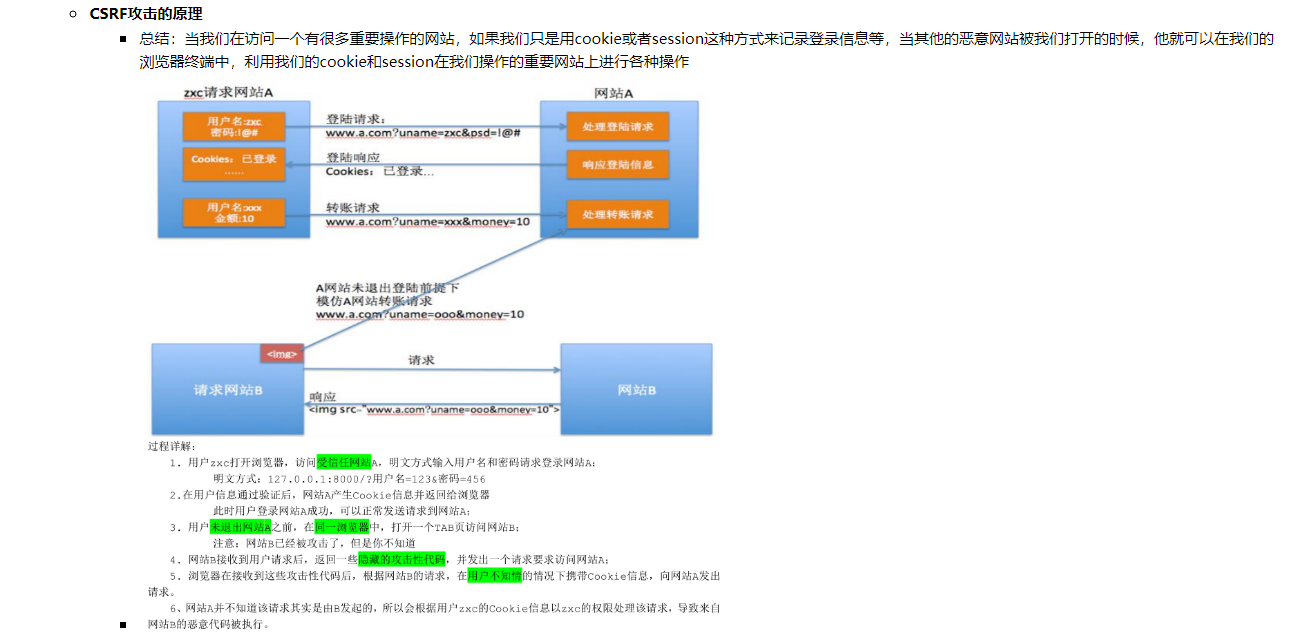 CSRF攻击的原理
总结：当我们在访问一个有很多重要操作的网站，如果我们只是用cookie或者session这种方式来记录登录信息等，当其他的恶意网站被我们打开的时候，他就可以在我们的
浏览器终端中，利用我们的cookie和session在我们操作的重要网站上进行各种操作
zxc请求网站A
网站A
用户名:zxc
密码:!@#
登陆请求：
www.a.com?uname=zxc&psd=!@#
处理登陆请求
Cookies：已登录
……
登陆响应
Cookies：已登录…
响应登陆信息
用户名:xxx
金额:10
转账请求
www.a.com?uname=xxx&money=10
处理转账请求
A网站未退出登陆前提下
模仿A网站转账请求
www.a.com?uname=ooo&money=10
<img>
请求网站B
请求
响应
<img src="www.a.com?uname=ooo&money=10">
网站B
过程详解：
1. 用户zxc打开浏览器，访问受信任网站A，明文方式输入用户名和密码请求登录网站A；
明文方式：127.0.0.1:8000/?用户名=123&密码=456
2.在用户信息通过验证后，网站A产生Cookie信息并返回给浏览器
此时用户登录网站A成功，可以正常发送请求到网站A；
3. 用户未退出网站A之前，在同一浏览器中，打开一个TAB页访问网站B；
注意：网站B已经被攻击了，但是你不知道
4. 网站B接收到用户请求后，返回一些隐藏的攻击性代码，并发出一个请求要求访问网站A；
5. 浏览器在接收到这些攻击性代码后，根据网站B的请求，在用户不知情的情况下携带Cookie信息，向网站A发出
请求。
6、网站A并不知道该请求其实是由B发起的，所以会根据用户zxc的Cookie信息以zxc的权限处理该请求，导致来自
网站B的恶意代码被执行。